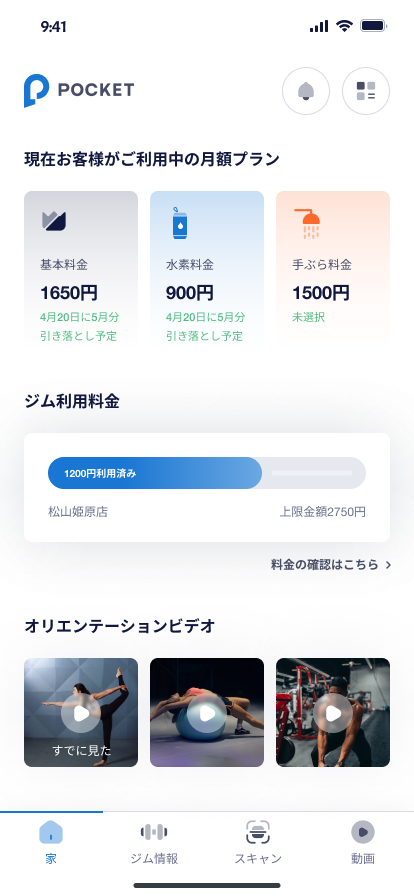 9:41
POCKET
現在お客様がご利用中の月額プラン
基本料金
1650円
4月20日に5月分
引き落とし予定
水素料金
900円
4月20日に5月分
引き落とし予定
手ぶら料金
1500円
未選択
ジム利用料金
1200円利用済み
松山姫原店
上限金額2750円
料金の確認はこちら
オリエンテーションビデオ
すでに見た
家
ジム情報
スキャン
動画